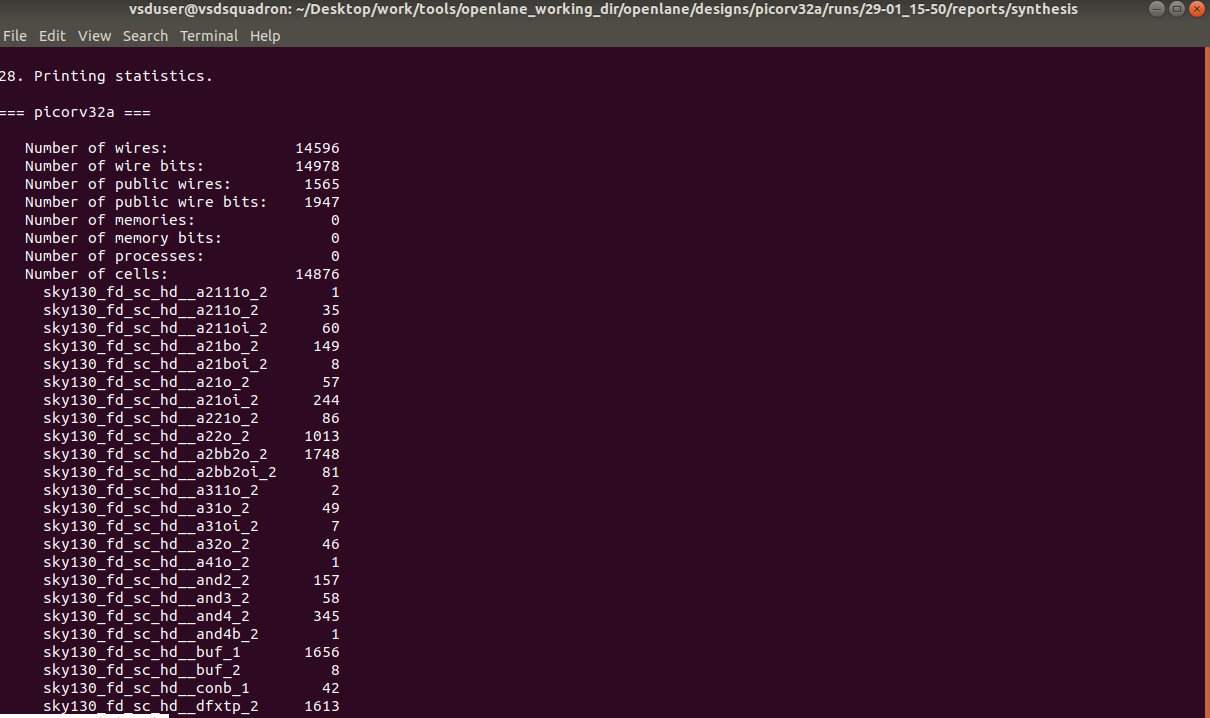 vsduser@vsdsquadron: ~/Desktop/work/tools/openlane_working_dir/openlane/designs/picorv32a/runs/29-01_15-50/reports/synthesis
File Edit View Search Terminal Help
28. Printing statistics.
=== picorv32a ===
Number of wires: 14596
Number of wire bits: 14978
Number of public wires: 1565
Number of public wire bits: 1947
Number of memories: 0
Number of memory bits: 0
Number of processes: 0
Number of cells: 14876
sky130_fd_sc_hd__a2111o_2 1
sky130_fd_sc_hd__a211o_2 35
sky130_fd_sc_hd__a211oi_2 60
sky130_fd_sc_hd__a21bo_2 149
sky130_fd_sc_hd__a21boi_2 8
sky130_fd_sc_hd__a21o_2 57
sky130_fd_sc_hd__a21oi_2 244
sky130_fd_sc_hd__a221o_2 86
sky130_fd_sc_hd__a22o_2 1013
sky130_fd_sc_hd__a2bb2o_2 1748
sky130_fd_sc_hd__a2bb2oi_2 81
sky130_fd_sc_hd__a311o_2 2
sky130_fd_sc_hd__a31o_2 49
sky130_fd_sc_hd__a31oi_2 7
sky130_fd_sc_hd__a32o_2 46
sky130_fd_sc_hd__a41o_2 1
sky130_fd_sc_hd__and2_2 157
sky130_fd_sc_hd__and3_2 58
sky130_fd_sc_hd__and4_2 345
sky130_fd_sc_hd__and4b_2 1
sky130_fd_sc_hd__buf_1 1656
sky130_fd_sc_hd__buf_2 8
sky130_fd_sc_hd__conb_1 42
sky130_fd_sc_hd__dfxtp_2 1613